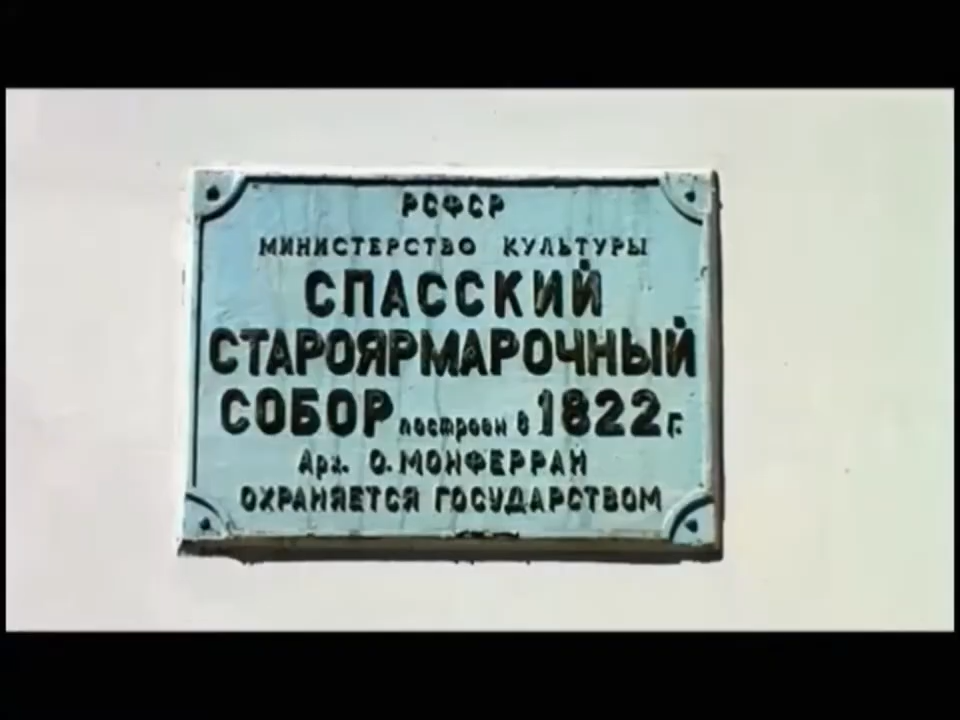 РСФСР
МИНИСТЕРСТВО КУЛЬТУРЫ
СПАССКИЙ
СТАРОЯРМАРОЧНЫЙ
СОБОР построен в 1822 г.
Арх. О. МОНФЕРРАН
ОХРАНЯЕТСЯ ГОСУДАРСТВОМ